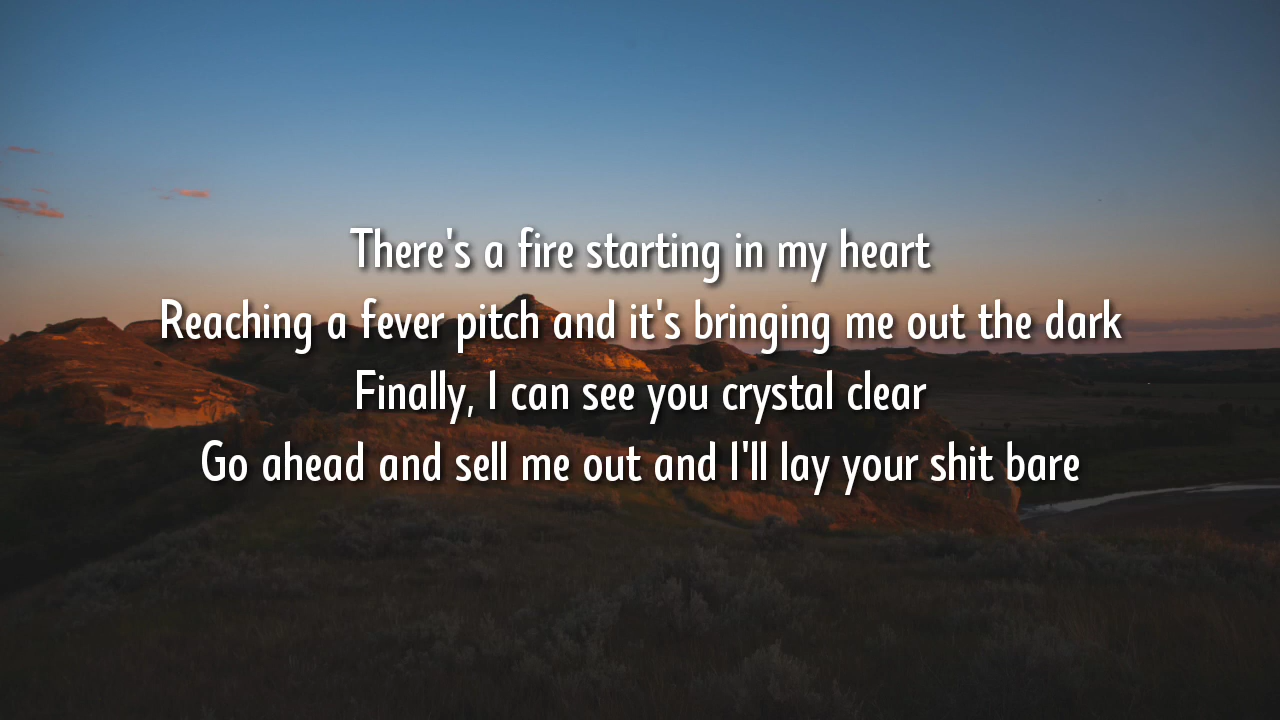 There's a fire starting in my heart
Reaching a fever pitch and it's bringing me out the dark
Finally, I can see you crystal clear
Go ahead and sell me out and I'll lay your shit bare